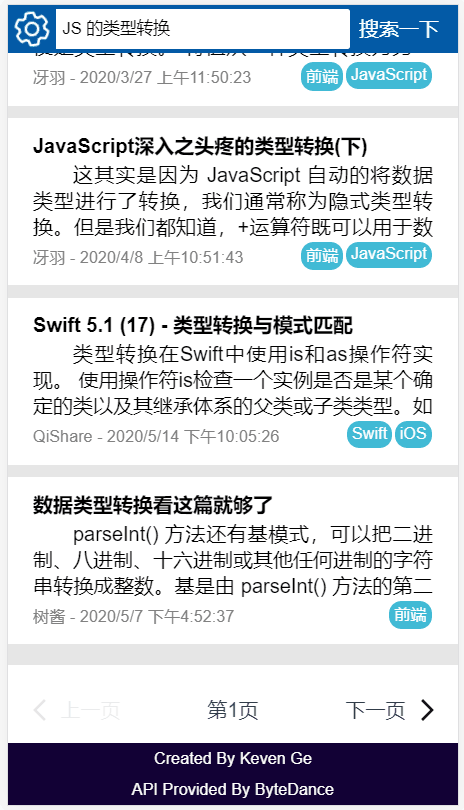 JS 的类型转换
搜索一下
冴羽 - 2020/3/27 上午11:50:23
前端
JavaScript
JavaScript深入之头疼的类型转换(下)
这其实是因为 JavaScript 自动的将数据
类型进行了转换，我们通常称为隐式类型转
换。但是我们都知道，+运算符既可以用于数
冴羽 - 2020/4/8 上午10:51:43
前端
JavaScript
Swift 5.1 (17) - 类型转换与模式匹配
类型转换在Swift中使用is和as操作符实
现。 使用操作符is检查一个实例是否是某个确
定的类以及其继承体系的父类或子类类型。如
QiShare - 2020/5/14 下午10:05:26
Swift
iOS
数据类型转换看这篇就够了
parseInt() 方法还有基模式，可以把二进
制、八进制、十六进制或其他任何进制的字符
串转换成整数。基是由 parseInt() 方法的第二
树酱 - 2020/5/7 下午4:52:37
前端
上一页
第1页
下一页
Created By Keven Ge
API Provided By ByteDance